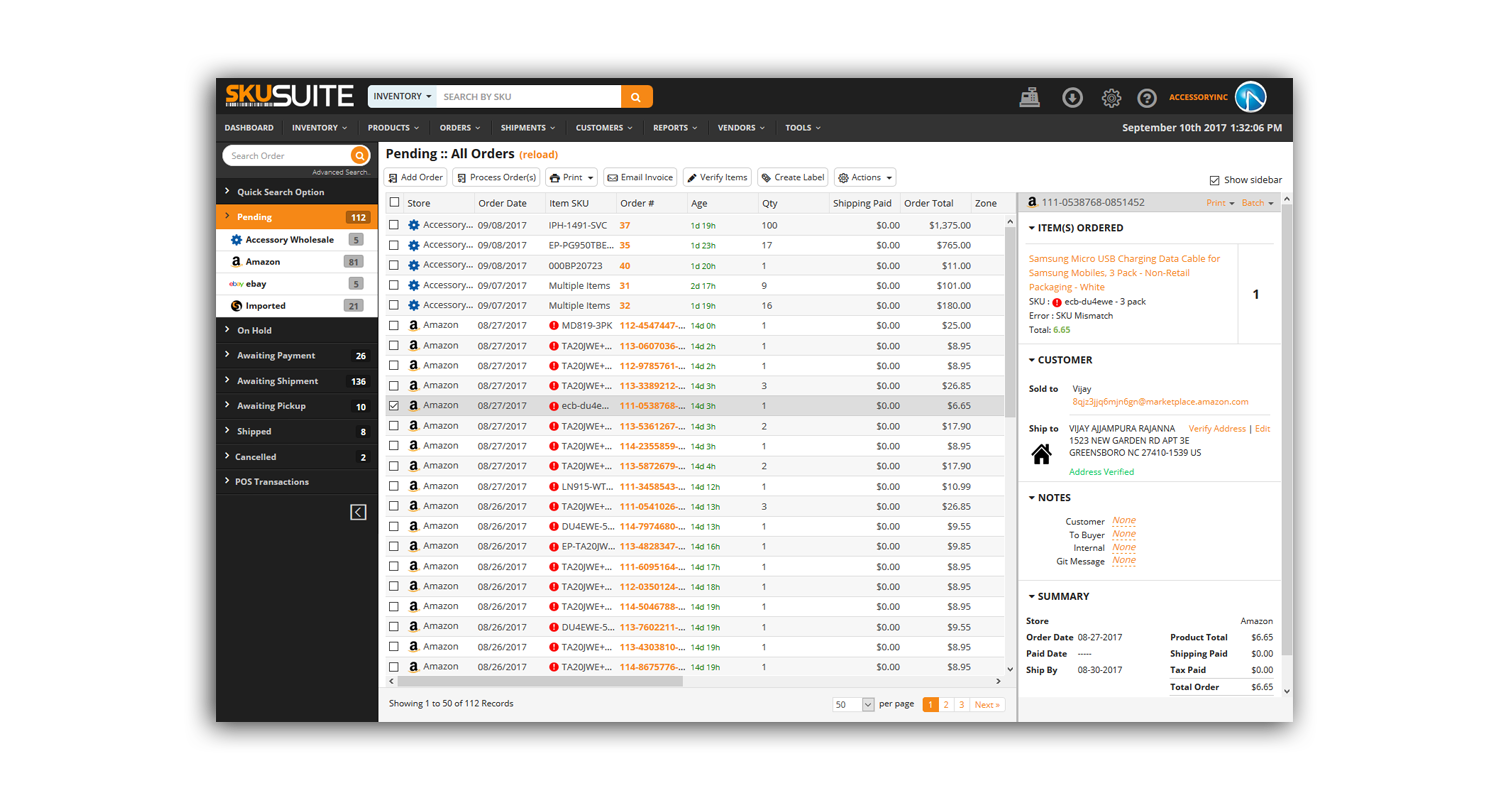 SKUSUITE INVENTORY SEARCH BY SKU ACCESSORYINC
DASHBOARD INVENTORY PRODUCTS ORDERS SHIPMENTS CUSTOMERS REPORTS VENDORS TOOLS September 10th 2017 1:32:06 PM
Search Order
Advanced Search..
Quick Search Option
Pending 112
Accessory Wholesale 5
Amazon 81
ebay ebay 5
Imported 21
On Hold
Awaiting Payment 26
Awaiting Shipment 136
Awaiting Pickup 10
Shipped 8
Cancelled 2
POS Transactions
Pending :: All Orders (reload)
Add Order Process Order(s) Print Email Invoice Verify Items Create Label Actions
Show sidebar
Store Order Date Item SKU Order # Age Qty Shipping Paid Order Total Zone
Accessory... 09/08/2017 IPH-1491-SVC 37 1d 19h 100 $0.00 $1,375.00
Accessory... 09/08/2017 EP-PG950TBE... 35 1d 23h 17 $0.00 $765.00
Accessory... 09/08/2017 000BP20723 40 1d 20h 1 $0.00 $11.00
Accessory... 09/07/2017 Multiple Items 31 2d 17h 9 $0.00 $101.00
Accessory... 09/07/2017 Multiple Items 32 1d 19h 16 $0.00 $180.00
Amazon 08/27/2017 MD819-3PK 112-4547447-... 14d 0h 1 $0.00 $25.00
Amazon 08/27/2017 TA20JWE+... 113-0607036-... 14d 2h 1 $0.00 $8.95
Amazon 08/27/2017 TA20JWE+... 112-9785761-... 14d 2h 1 $0.00 $8.95
Amazon 08/27/2017 TA20JWE+... 113-3389212-... 14d 3h 3 $0.00 $26.85
Amazon 08/27/2017 ecb-du4e... 111-0538768-... 14d 3h 1 $0.00 $6.65
Amazon 08/27/2017 TA20JWE+... 113-5361267-... 14d 3h 2 $0.00 $17.90
Amazon 08/27/2017 TA20JWE+... 114-2355859-... 14d 3h 1 $0.00 $8.95
Amazon 08/27/2017 TA20JWE+... 113-5872679-... 14d 4h 2 $0.00 $17.90
Amazon 08/27/2017 LN915-WT... 111-3458543-... 14d 12h 1 $0.00 $10.99
Amazon 08/26/2017 TA20JWE+... 111-0541026-... 14d 13h 3 $0.00 $26.85
Amazon 08/26/2017 DU4EWE-5... 114-7974680-... 14d 13h 1 $0.00 $9.55
Amazon 08/26/2017 EP-TA20JW... 113-4828347-... 14d 16h 1 $0.00 $9.85
Amazon 08/26/2017 TA20JWE+... 111-6095164-... 14d 17h 1 $0.00 $8.95
Amazon 08/26/2017 TA20JWE+... 112-0350124-... 14d 18h 1 $0.00 $8.95
Amazon 08/26/2017 TA20JWE+... 114-5046788-... 14d 19h 1 $0.00 $8.95
Amazon 08/26/2017 DU4EWE-5... 113-7602211-... 14d 19h 1 $0.00 $9.55
Amazon 08/26/2017 TA20JWE+... 113-4303810-... 14d 19h 1 $0.00 $8.95
Amazon 08/26/2017 TA20JWE+... 114-8675776-... 14d 19h 1 $0.00 $8.95
Showing 1 to 50 of 112 Records 50 per page 1 2 3 Next »
111-0538768-0851452 Print Batch
ITEM(S) ORDERED
Samsung Micro USB Charging Data Cable for
Samsung Mobiles, 3 Pack - Non-Retail
Packaging - White
1
SKU : ecb-du4ewe - 3 pack
Error : SKU Mismatch
Total: 6.65
CUSTOMER
Sold to Vijay
8qjz3jjq6mjn6gn@marketplace.amazon.com
Ship to VIJAY AJJAMPURA RAJANNA Verify Address | Edit
1523 NEW GARDEN RD APT 3E
GREENSBORO NC 27410-1539 US
Address Verified
NOTES
Customer None
To Buyer None
Internal None
Git Message None
SUMMARY
Store Amazon
Order Date 08-27-2017 Product Total $6.65
Paid Date ----- Shipping Paid $0.00
Ship By 08-30-2017 Tax Paid $0.00
Total Order $6.65